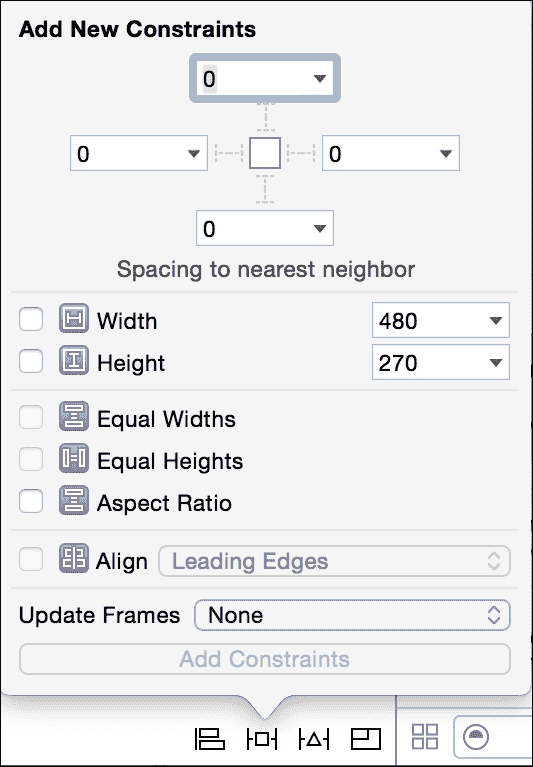 Add New Constraints
0
0 0
0
Spacing to nearest neighbor
Width 480
Height 270
Equal Widths
Equal Heights
Aspect Ratio
Align Leading Edges
Update Frames None
Add Constraints